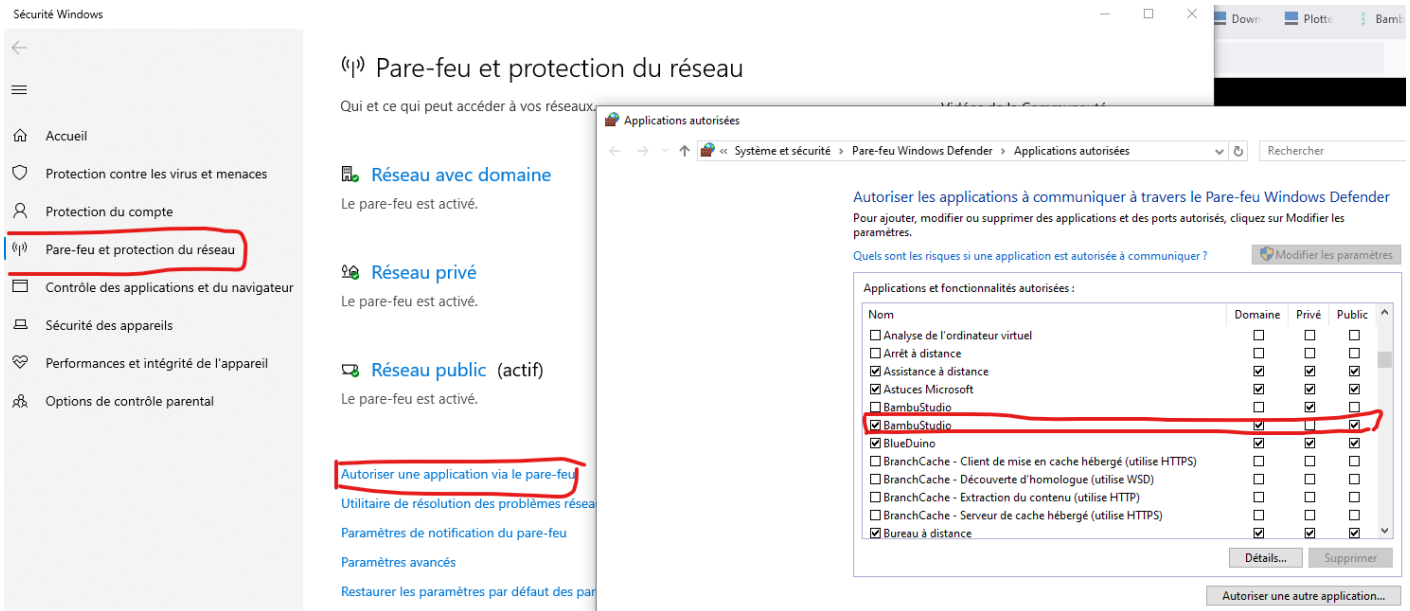 Sécurité Windows
Accueil
Protection contre les virus et menaces
Protection du compte
Pare-feu et protection du réseau
Contrôle des applications et du navigateur
Sécurité des appareils
Performances et intégrité de l'appareil
Options de contrôle parental
Pare-feu et protection du réseau
Qui et ce qui peut accéder à vos réseaux.
Réseau avec domaine
Le pare-feu est activé.
Réseau privé
Le pare-feu est activé.
Réseau public (actif)
Le pare-feu est activé.
Autoriser une application via le pare-feu
Utilitaire de résolution des problèmes résea
Paramètres de notification du pare-feu
Paramètres avancés
Restaurer les paramètres par défaut des par
Vidéos de la Communauté
Down
Plotte
Bamb
Applications autorisées
« Système et sécurité > Pare-feu Windows Defender > Applications autorisées
Rechercher
Autoriser les applications à communiquer à travers le Pare-feu Windows Defender
Pour ajouter, modifier ou supprimer des applications et des ports autorisés, cliquez sur Modifier les
paramètres.
Quels sont les risques si une application est autorisée à communiquer ?
Modifier les paramètres
Applications et fonctionnalités autorisées :
Nom Domaine Privé Public
Analyse de l'ordinateur virtuel
Arrêt à distance
Assistance à distance
Astuces Microsoft
BambuStudio
BambuStudio
BlueDuino
BranchCache - Client de mise en cache hébergé (utilise HTTPS)
BranchCache - Découverte d'homologue (utilise WSD)
BranchCache - Extraction du contenu (utilise HTTP)
BranchCache - Serveur de cache hébergé (utilise HTTPS)
Bureau à distance
Détails...
Supprimer
Autoriser une autre application...